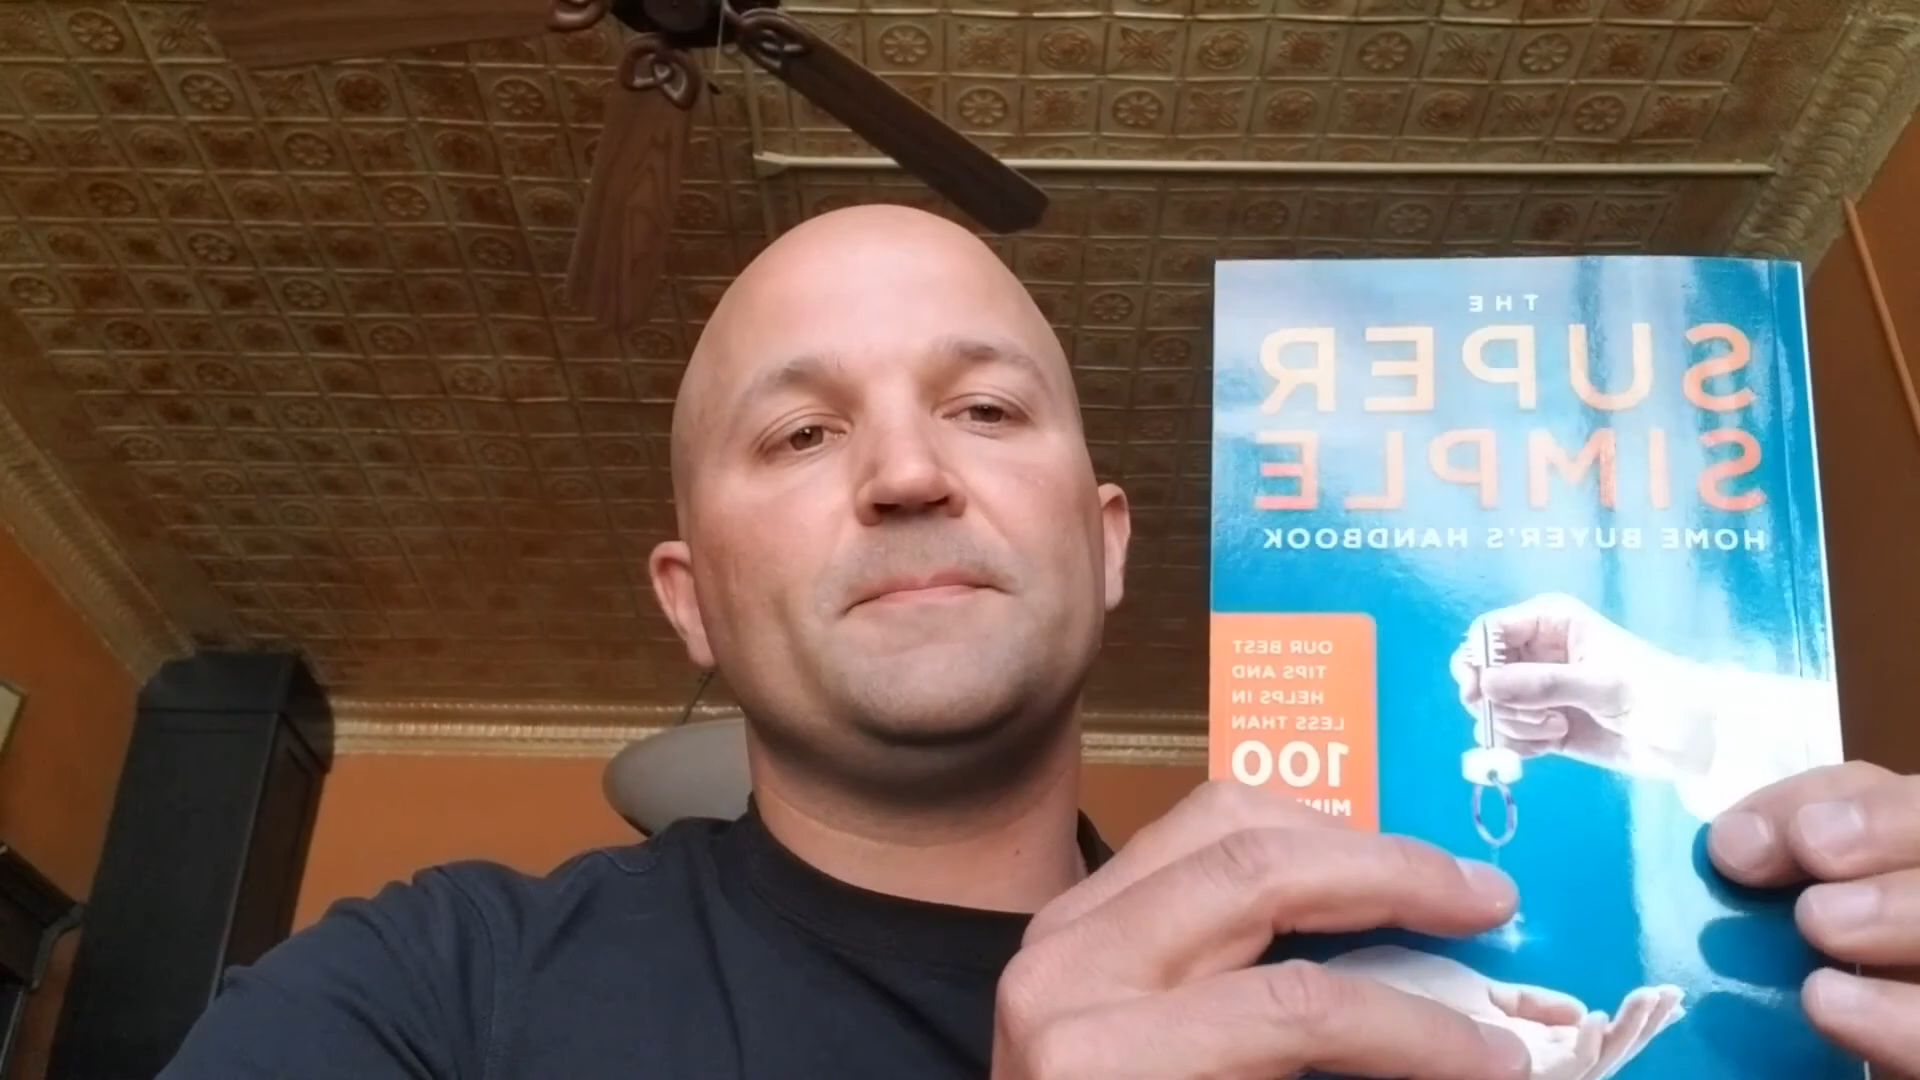 THE
SUPER
SIMPLE
HOME BUYER'S HANDBOOK
OUR BEST
TIPS AND
HELPS IN
LESS THAN
100